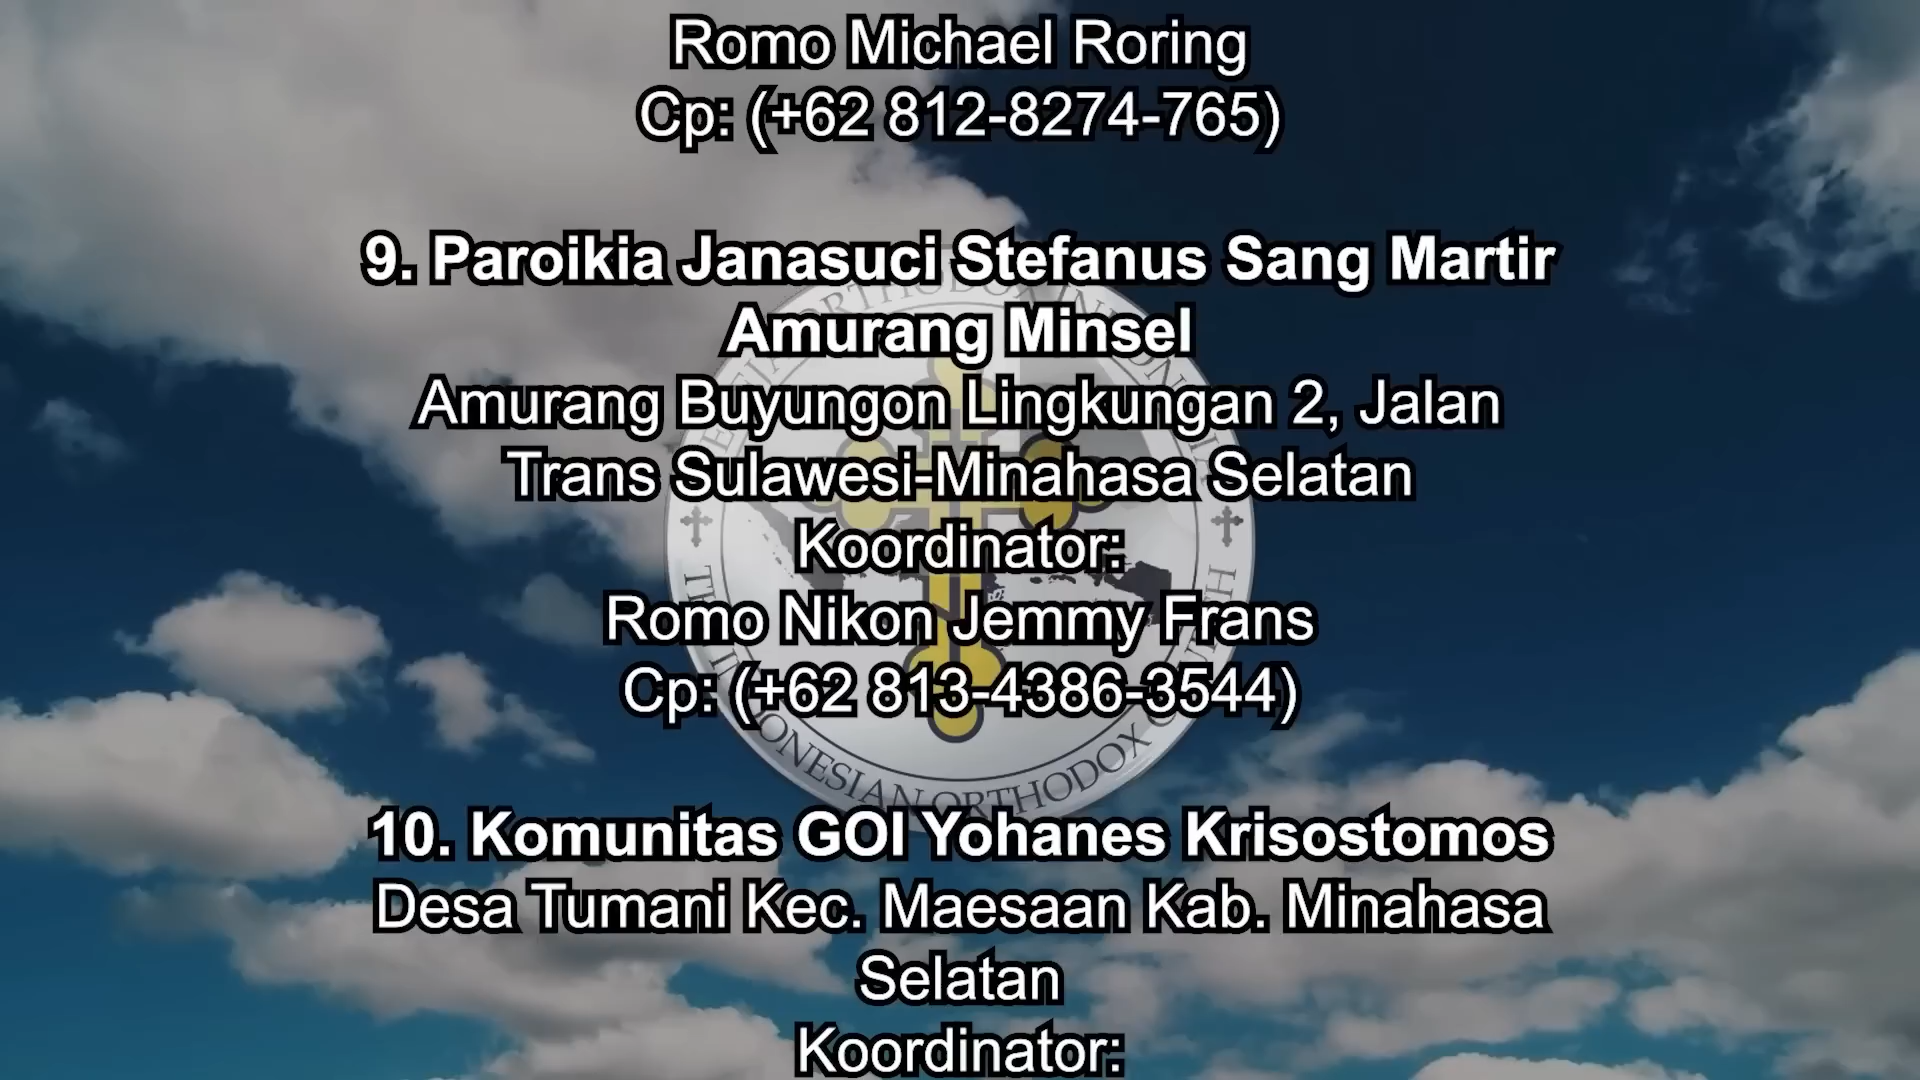 Romo Michael Roring
Cp: (+62 812-8274-765)
9. Paroikia Janasuci Stefanus Sang Martir
Amurang Minsel
Amurang Buyungon Lingkungan 2, Jalan
Trans Sulawesi-Minahasa Selatan
Koordinator:
Romo Nikon Jemmy Frans
Cp: (+62 813-4386-3544)
10. Komunitas GOI Yohanes Krisostomos
Desa Tumani Kec. Maesaan Kab. Minahasa
Selatan
Koordinator:
ORTHODOX
ORTHODOX